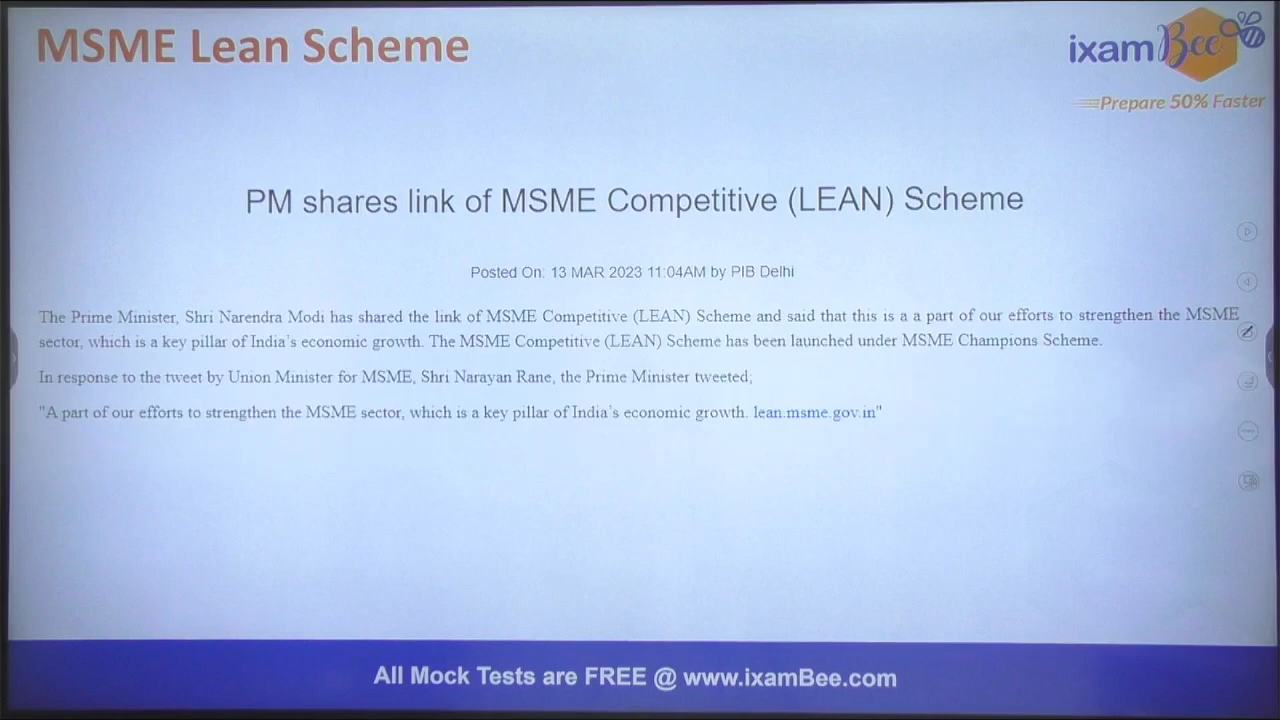 MSME Lean Scheme
ixamBee
Prepare 50% Faster
PM shares link of MSME Competitive (LEAN) Scheme
Posted On: 13 MAR 2023 11:04AM by PIB Delhi
The Prime Minister, Shri Narendra Modi has shared the link of MSME Competitive (LEAN) Scheme and said that this is a a part of our efforts to strengthen the MSME
sector, which is a key pillar of India's economic growth. The MSME Competitive (LEAN) Scheme has been launched under MSME Champions Scheme.
In response to the tweet by Union Minister for MSME, Shri Narayan Rane, the Prime Minister tweeted;
"A part of our efforts to strengthen the MSME sector, which is a key pillar of India's economic growth. lean.msme.gov.in"
All Mock Tests are FREE @ www.ixamBee.com